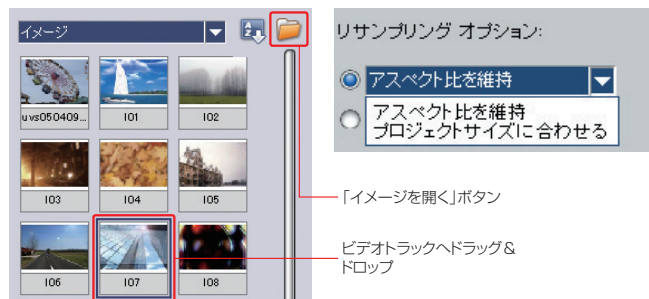 イメージ
uvs050409...
I01
I02
I03
I04
I05
I06
I07
I08
リサンプリング オプション:
アスペクト比を維持
アスペクト比を維持
プロジェクトサイズに合わせる
「イメージを開く」ボタン
ビデオトラックへドラッグ&
ドロップ